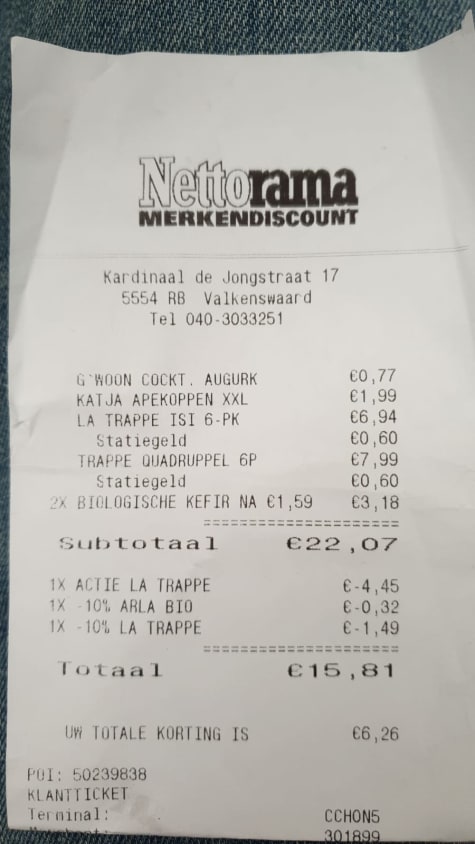 Nettorama
MERKENDISCOUNT
Kardinaal de Jongstraat 17
5554 RB Valkenswaard
Tel 040-3033251
G`WOON COCKT. AUGURK €0,77
KATJA APEKOPPEN XXL €1,99
LA TRAPPE ISI 6-PK €6,94
Statiegeld €0,60
TRAPPE QUADRUPPEL 6P €7,99
Statiegeld €0,60
2X BIOLOGISCHE KEFIR NA €1,59 €3,18
====================
Subtotaal €22,07
1X ACTIE LA TRAPPE €-4,45
1X -10% ARLA BIO €-0,32
1X -10% LA TRAPPE €-1,49
====================
Totaal €15,81
UW TOTALE KORTING IS €6,26
POI: 50239838
KLANTTICKET
Terminal: CCHON5
301899